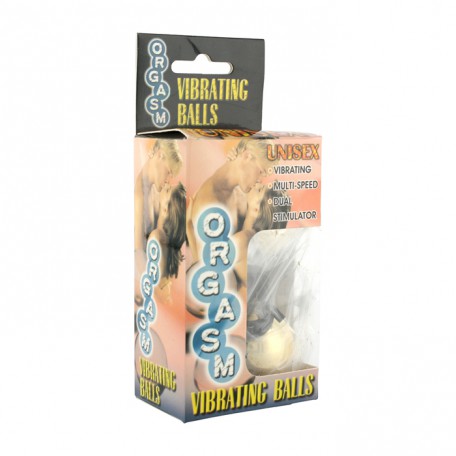 ORGASM
VIBRATING
BALLS
UNISEX
· VIBRATING
· MULTI-SPEED
· DUAL
STIMULATOR
ORGASM
VIBRATING BALLS
ORGASM
VIBRATING
BALLS